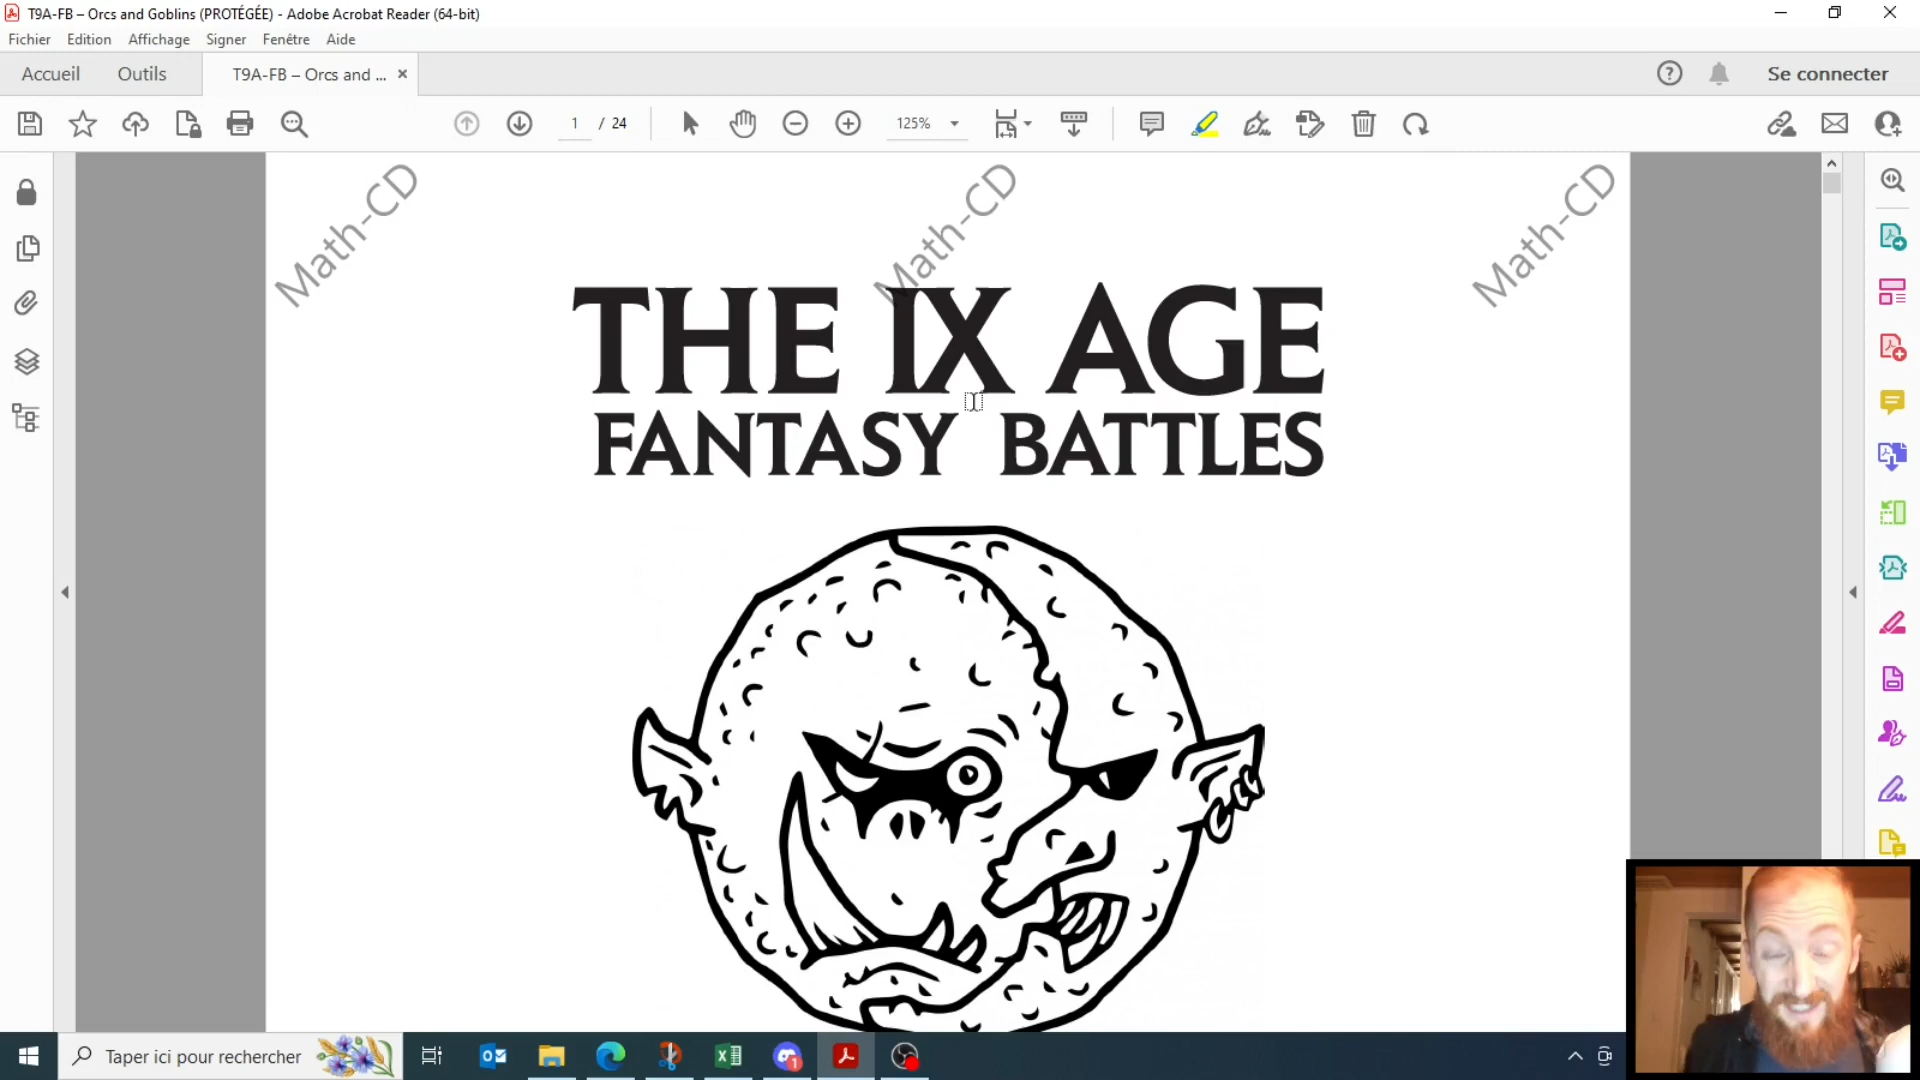 T9A-FB – Orcs and Goblins (PROTÉGÉE) - Adobe Acrobat Reader (64-bit)
Fichier Edition Affichage Signer Fenêtre Aide
Accueil Outils T9A-FB – Orcs and ... Se connecter
1 / 24 125%
Math-CD Math-CD Math-CD
THE IX AGE
FANTASY BATTLES
Taper ici pour rechercher 1